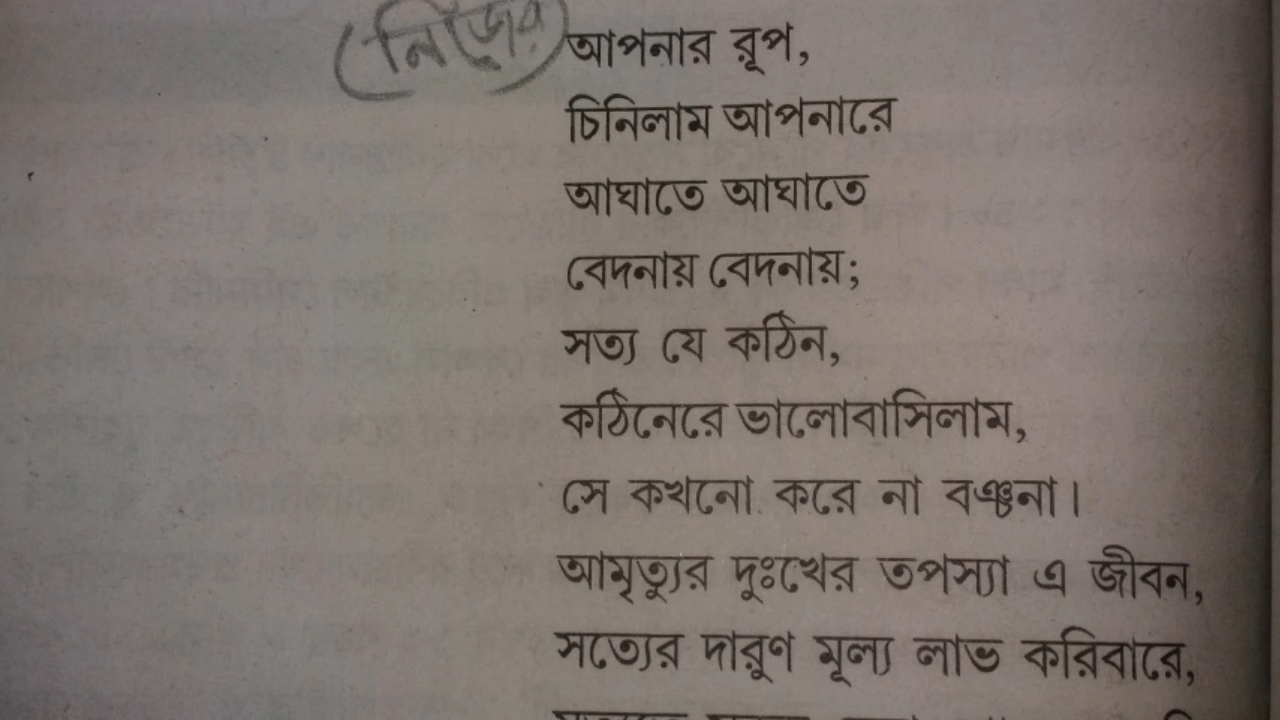 (নিজের) আপনার রূপ,
চিনিলাম আপনারে
আঘাতে আঘাতে
বেদনায় বেদনায়;
সত্য যে কঠিন,
কঠিনেরে ভালোবাসিলাম,
সে কখনো করে না বঞ্চনা।
আমৃত্যুর দুঃখের তপস্যা এ জীবন,
সত্যের দারুণ মূল্য লাভ করিবারে,